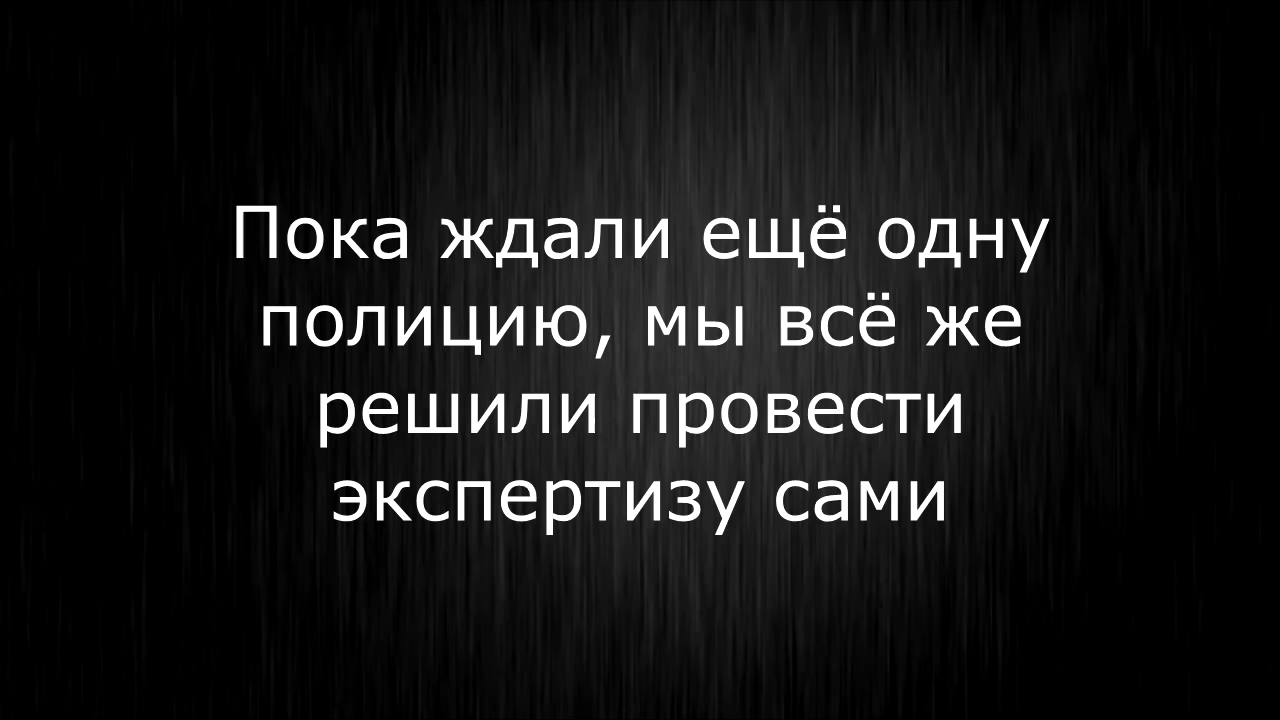 Пока ждали ещё одну
полицию, мы всё же
решили провести
экспертизу сами